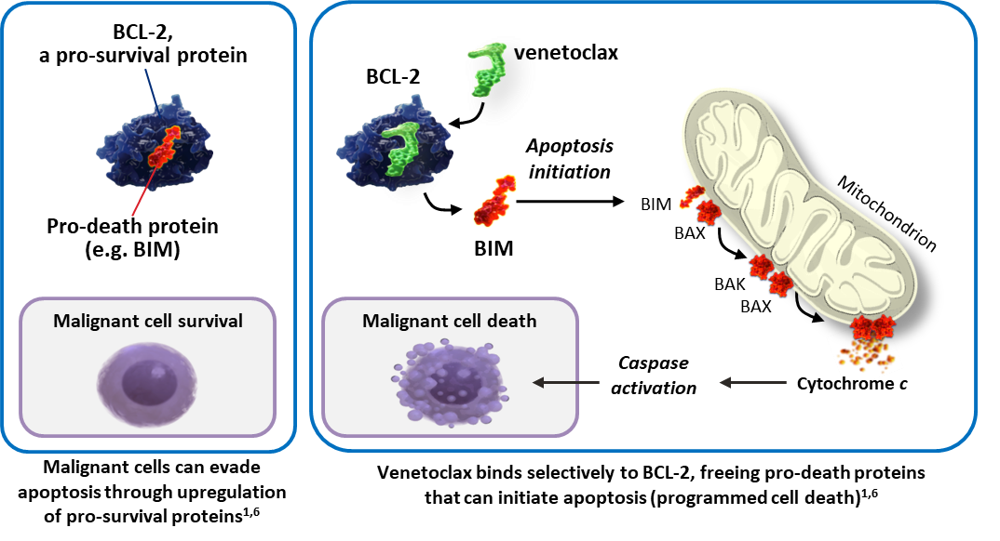 BCL-2,
a pro-survival protein
Pro-death protein
(e.g. BIM)
Malignant cell survival
Malignant cells can evade
apoptosis through upregulation
of pro-survival proteins1,6
venetoclax
BCL-2
Apoptosis
initiation
BIM
BIM
BAX
BAK
BAX
Mitochondrion
Cytochrome c
Caspase
activation
Malignant cell death
Venetoclax binds selectively to BCL-2, freeing pro-death proteins
that can initiate apoptosis (programmed cell death)1,6